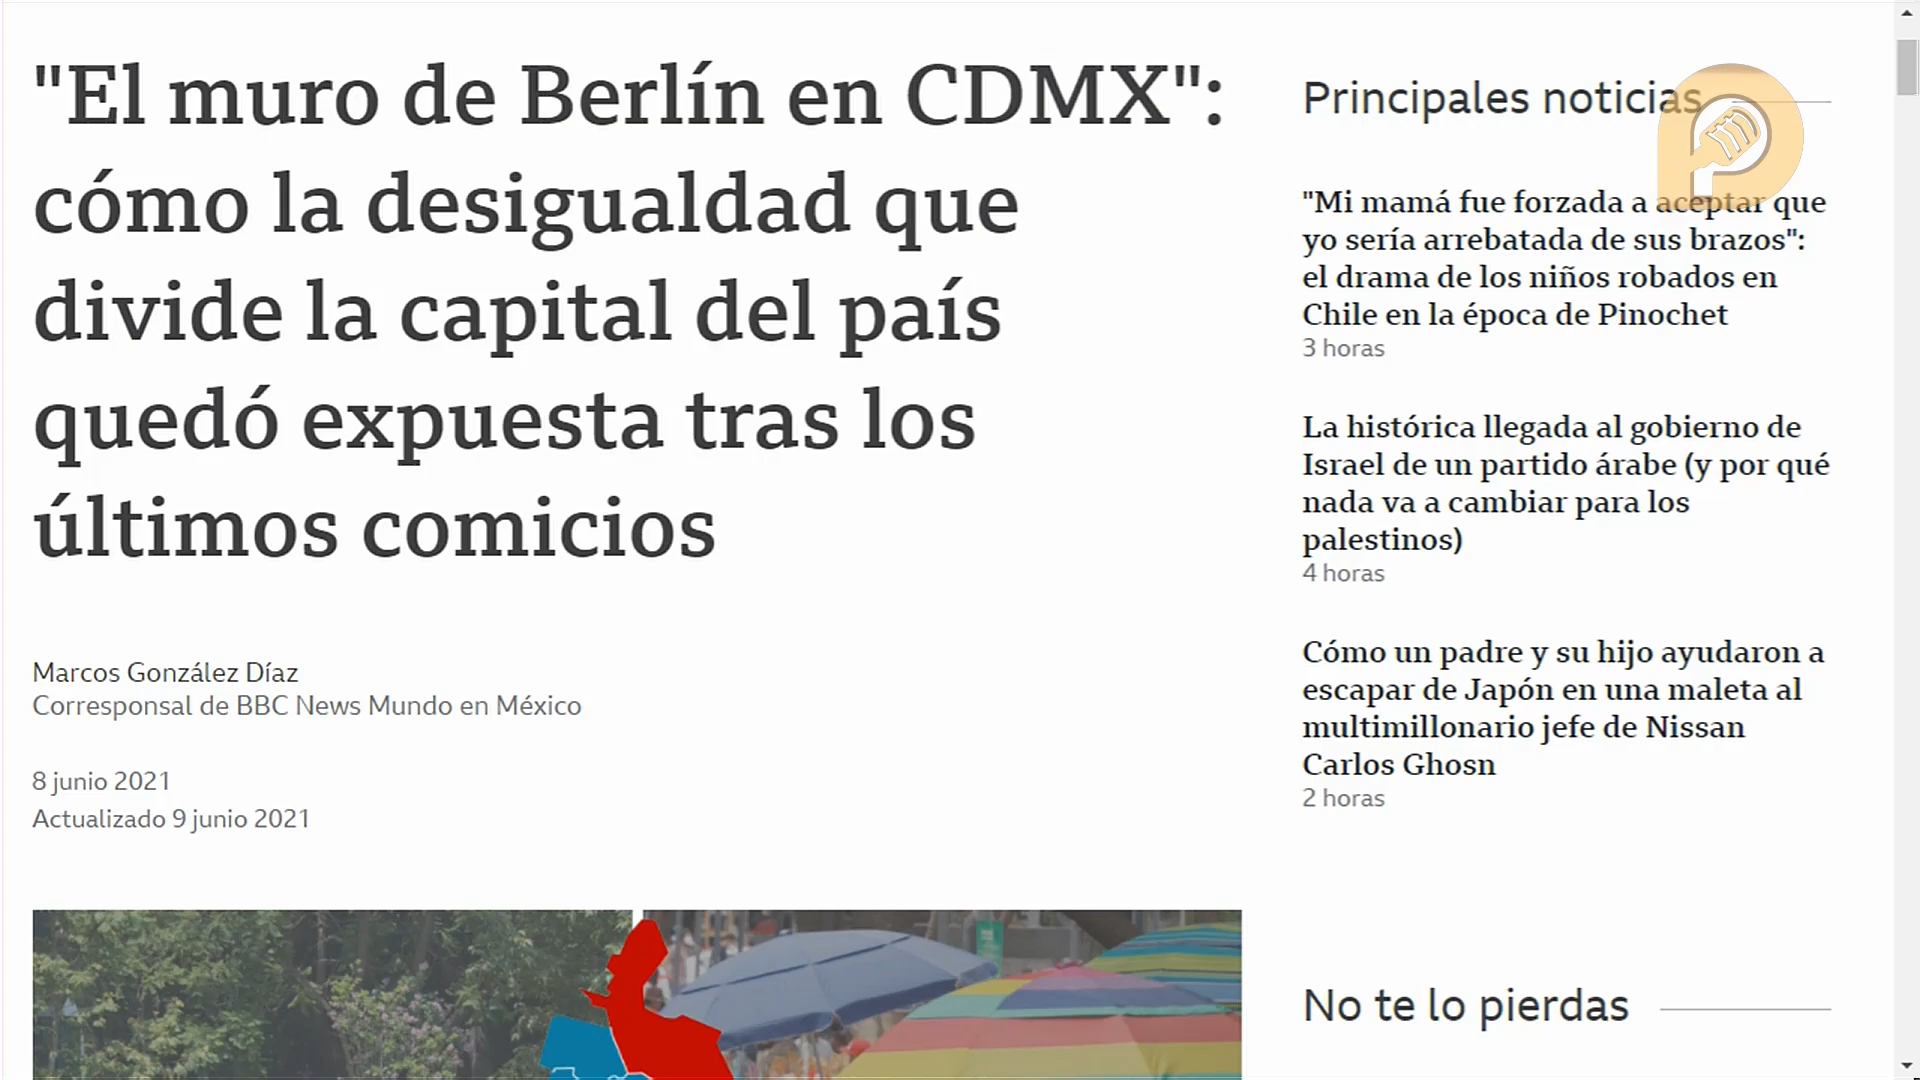 "El muro de Berlín en CDMX":
cómo la desigualdad que
divide la capital del país
quedó expuesta tras los
últimos comicios
Marcos González Díaz
Corresponsal de BBC News Mundo en México
8 junio 2021
Actualizado 9 junio 2021
Principales noticias
"Mi mamá fue forzada a aceptar que
yo sería arrebatada de sus brazos":
el drama de los niños robados en
Chile en la época de Pinochet
3 horas
La histórica llegada al gobierno de
Israel de un partido árabe (y por qué
nada va a cambiar para los
palestinos)
4 horas
Cómo un padre y su hijo ayudaron a
escapar de Japón en una maleta al
multimillonario jefe de Nissan
Carlos Ghosn
2 horas
No te lo pierdas